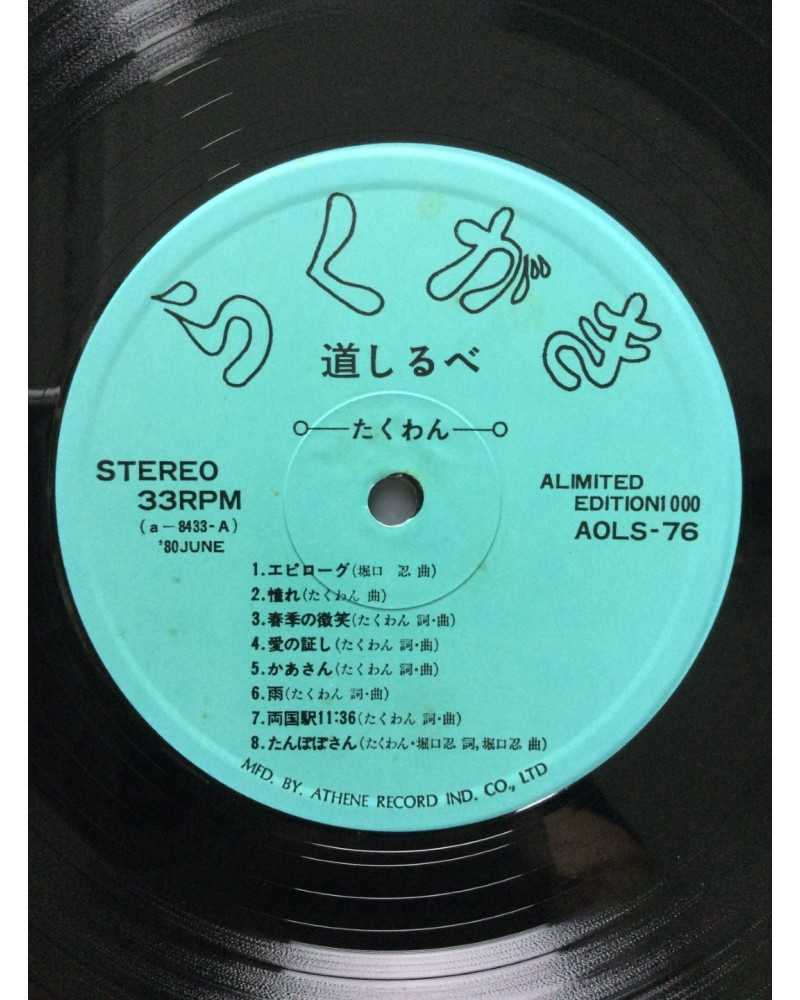 らくがき
道しるべ
たくわん
STEREO
33RPM
(a-8433-A)
'80JUNE
ALIMITED
EDITION1000
AOLS-76
1.エピローグ(堀口 忍 曲)
2.憧れ(たくわん 曲)
3.春季の微笑(たくわん 詞・曲)
4.愛の証し(たくわん 詞・曲)
5.かあさん(たくわん 詞・曲)
6.雨(たくわん 詞・曲)
7.両国駅11:36(たくわん 詞・曲)
8.たんぽぽさん(たくわん・堀口忍 詞,堀口忍 曲)
MFD. BY. ATHENE RECORD IND. CO., LTD